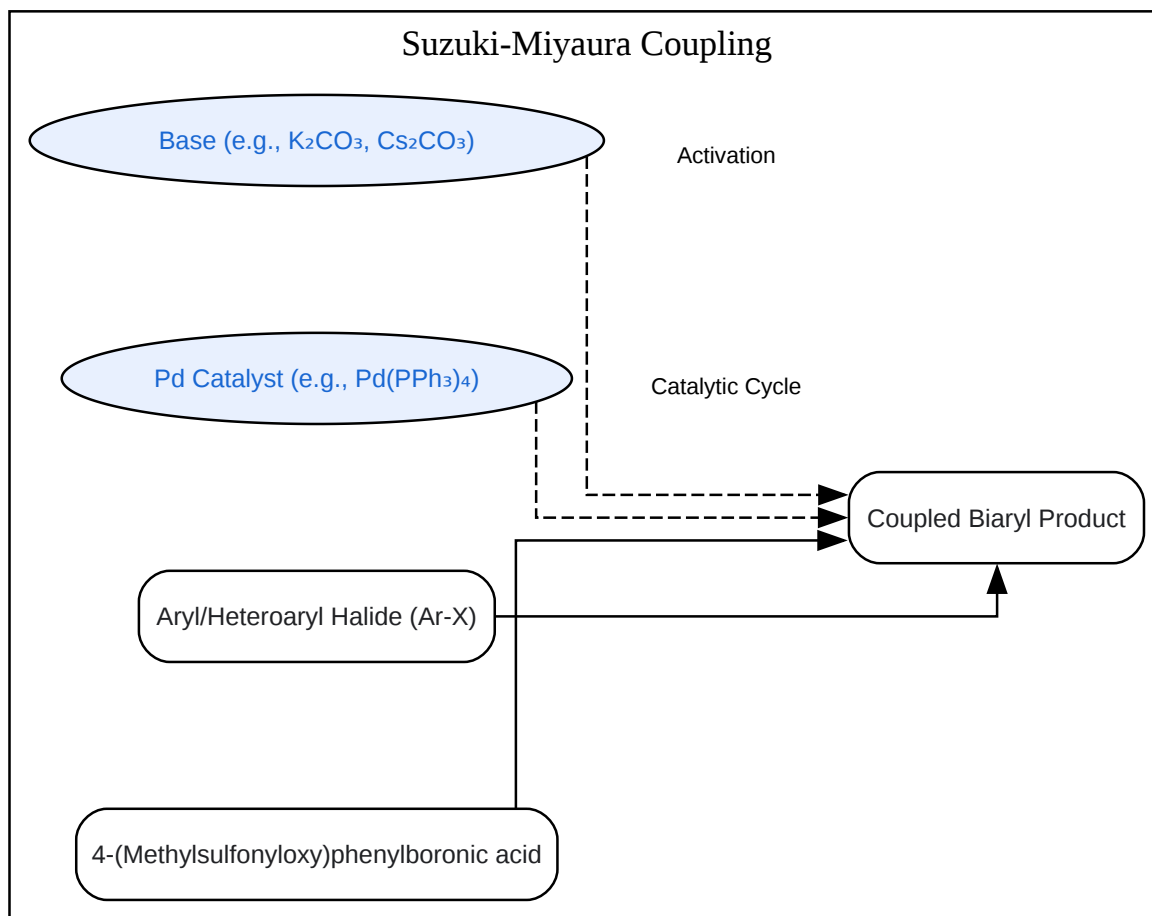 Suzuki-Miyaura Coupling
Base (e.g., K₂CO₃, Cs₂CO₃)
Activation
Pd Catalyst (e.g., Pd(PPh₃)₄)
Catalytic Cycle
Coupled Biaryl Product
Aryl/Heteroaryl Halide (Ar-X)
4-(Methylsulfonyloxy)phenylboronic acid